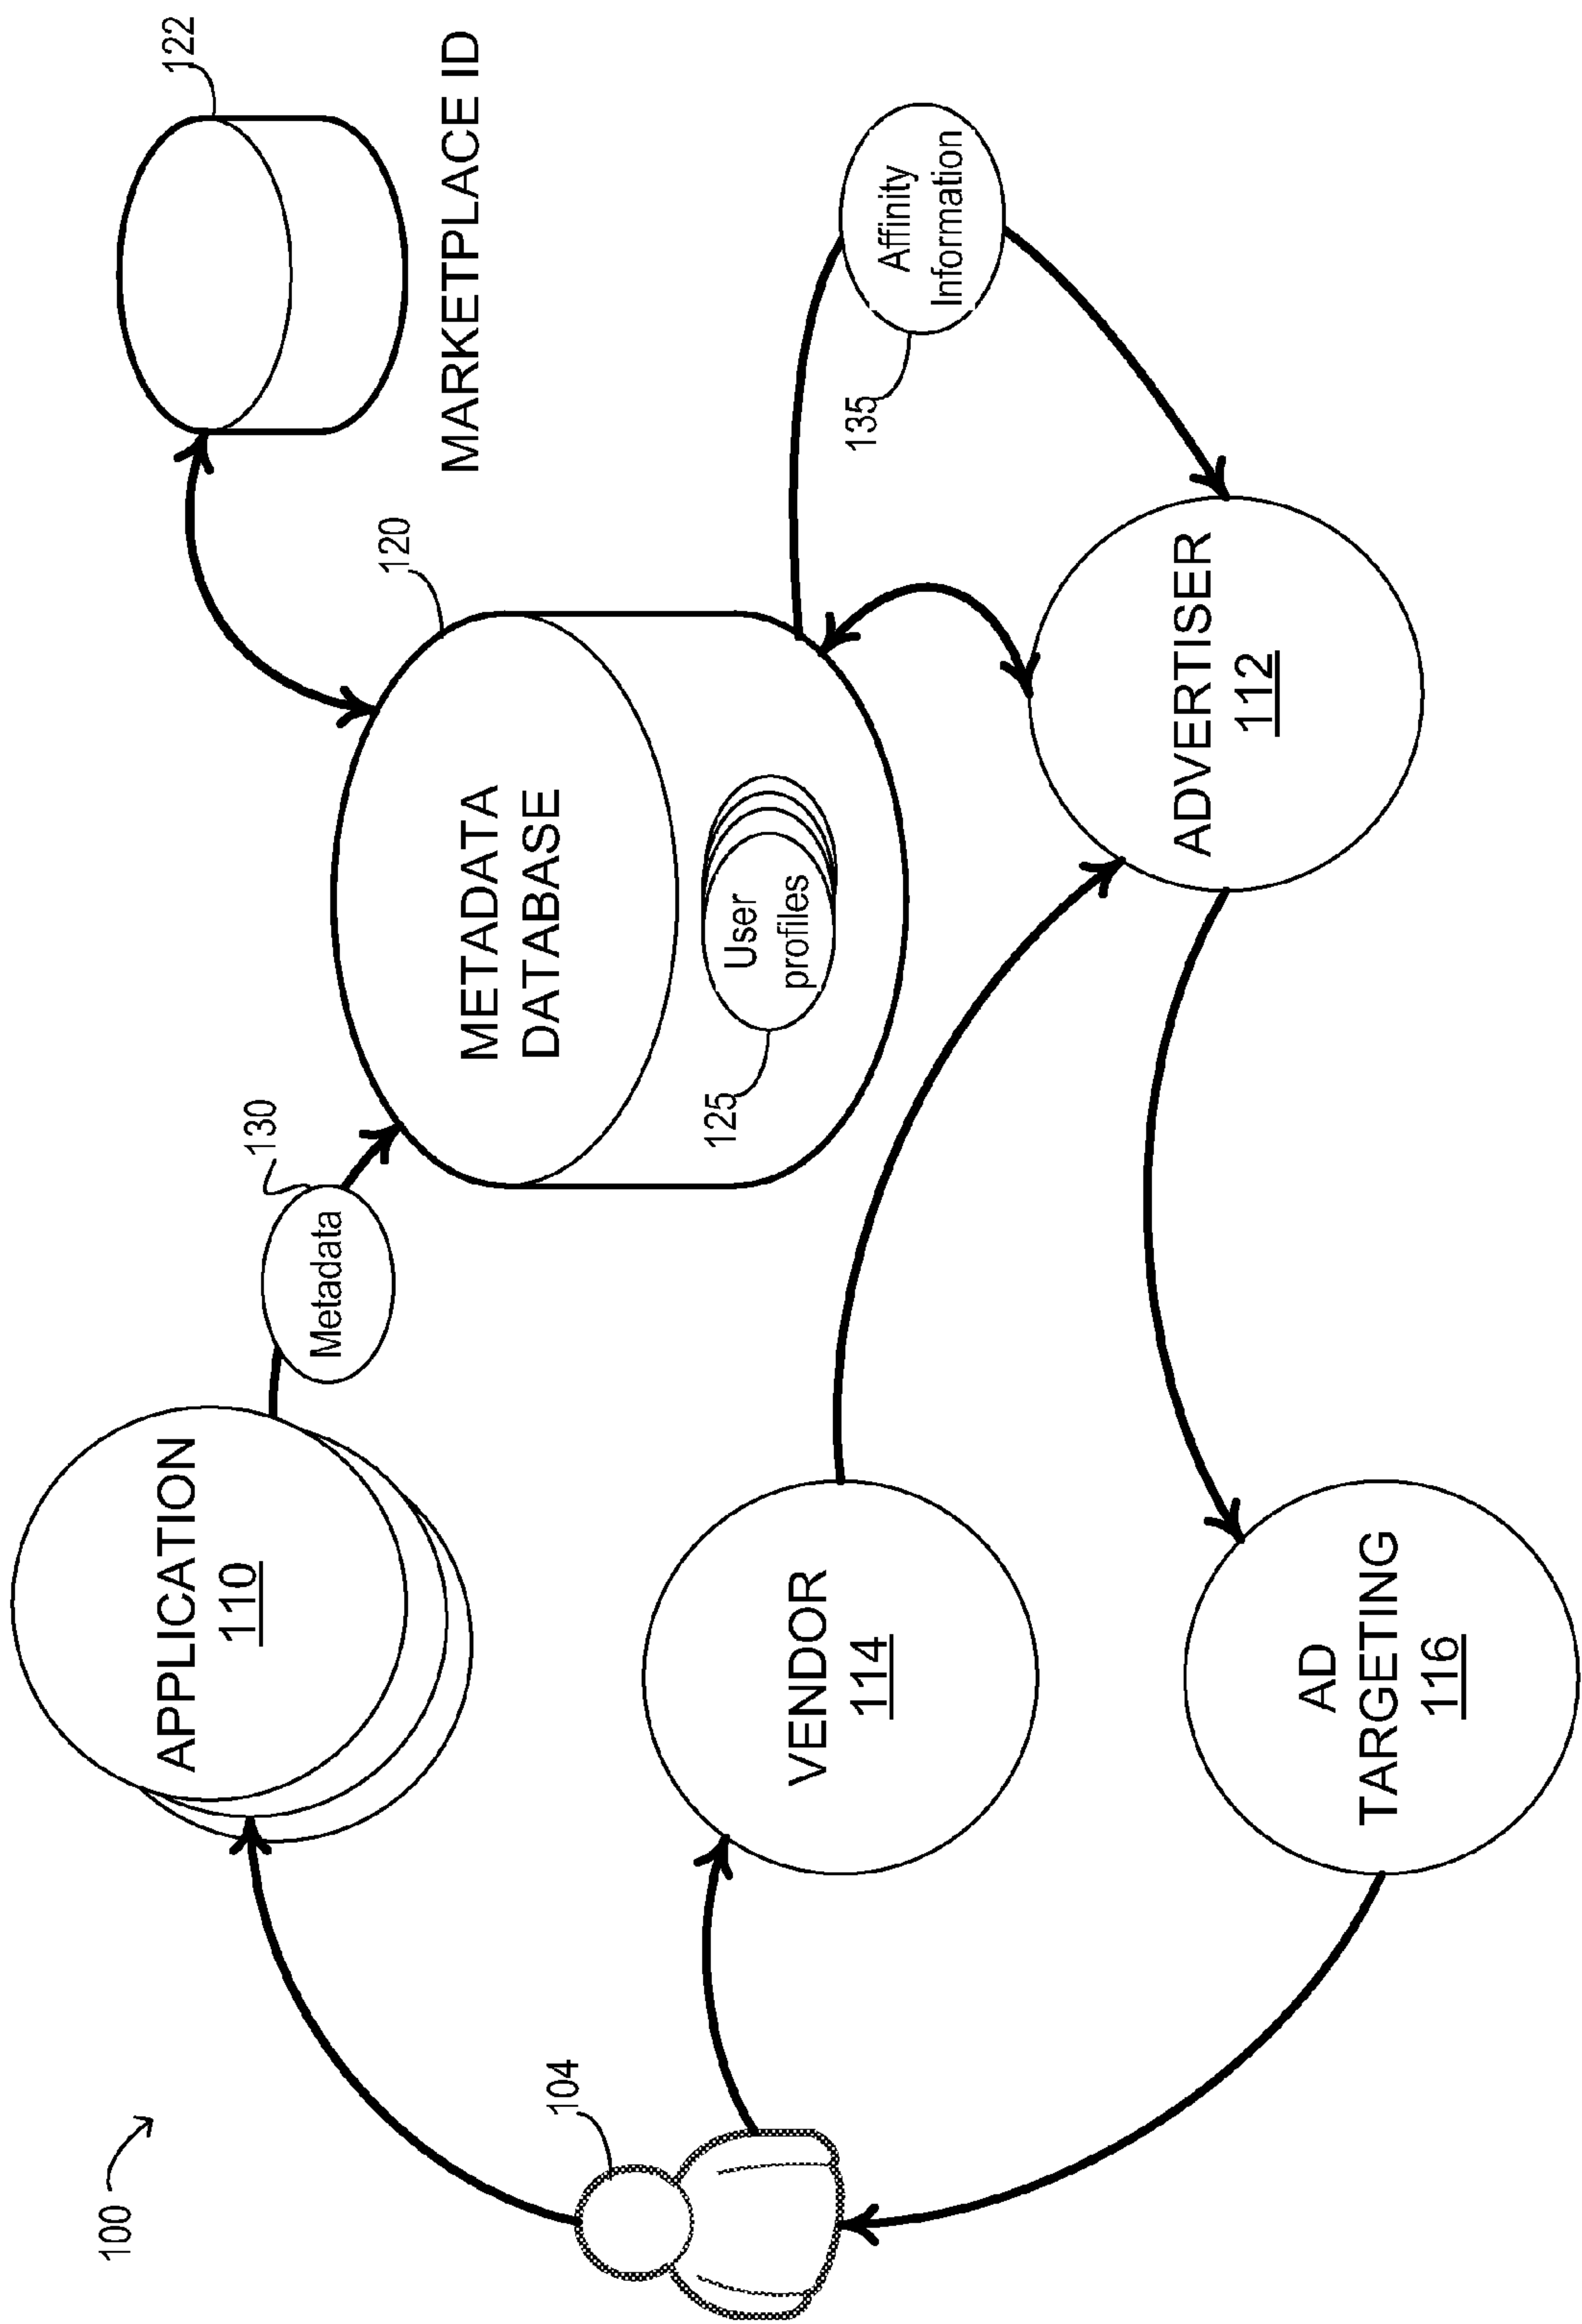 100
104
APPLICATION
110
Metadata
130
METADATA
DATABASE
120
User
profiles
125
122
MARKETPLACE ID
Affinity
Information
135
VENDOR
114
ADVERTISER
112
AD
TARGETING
116